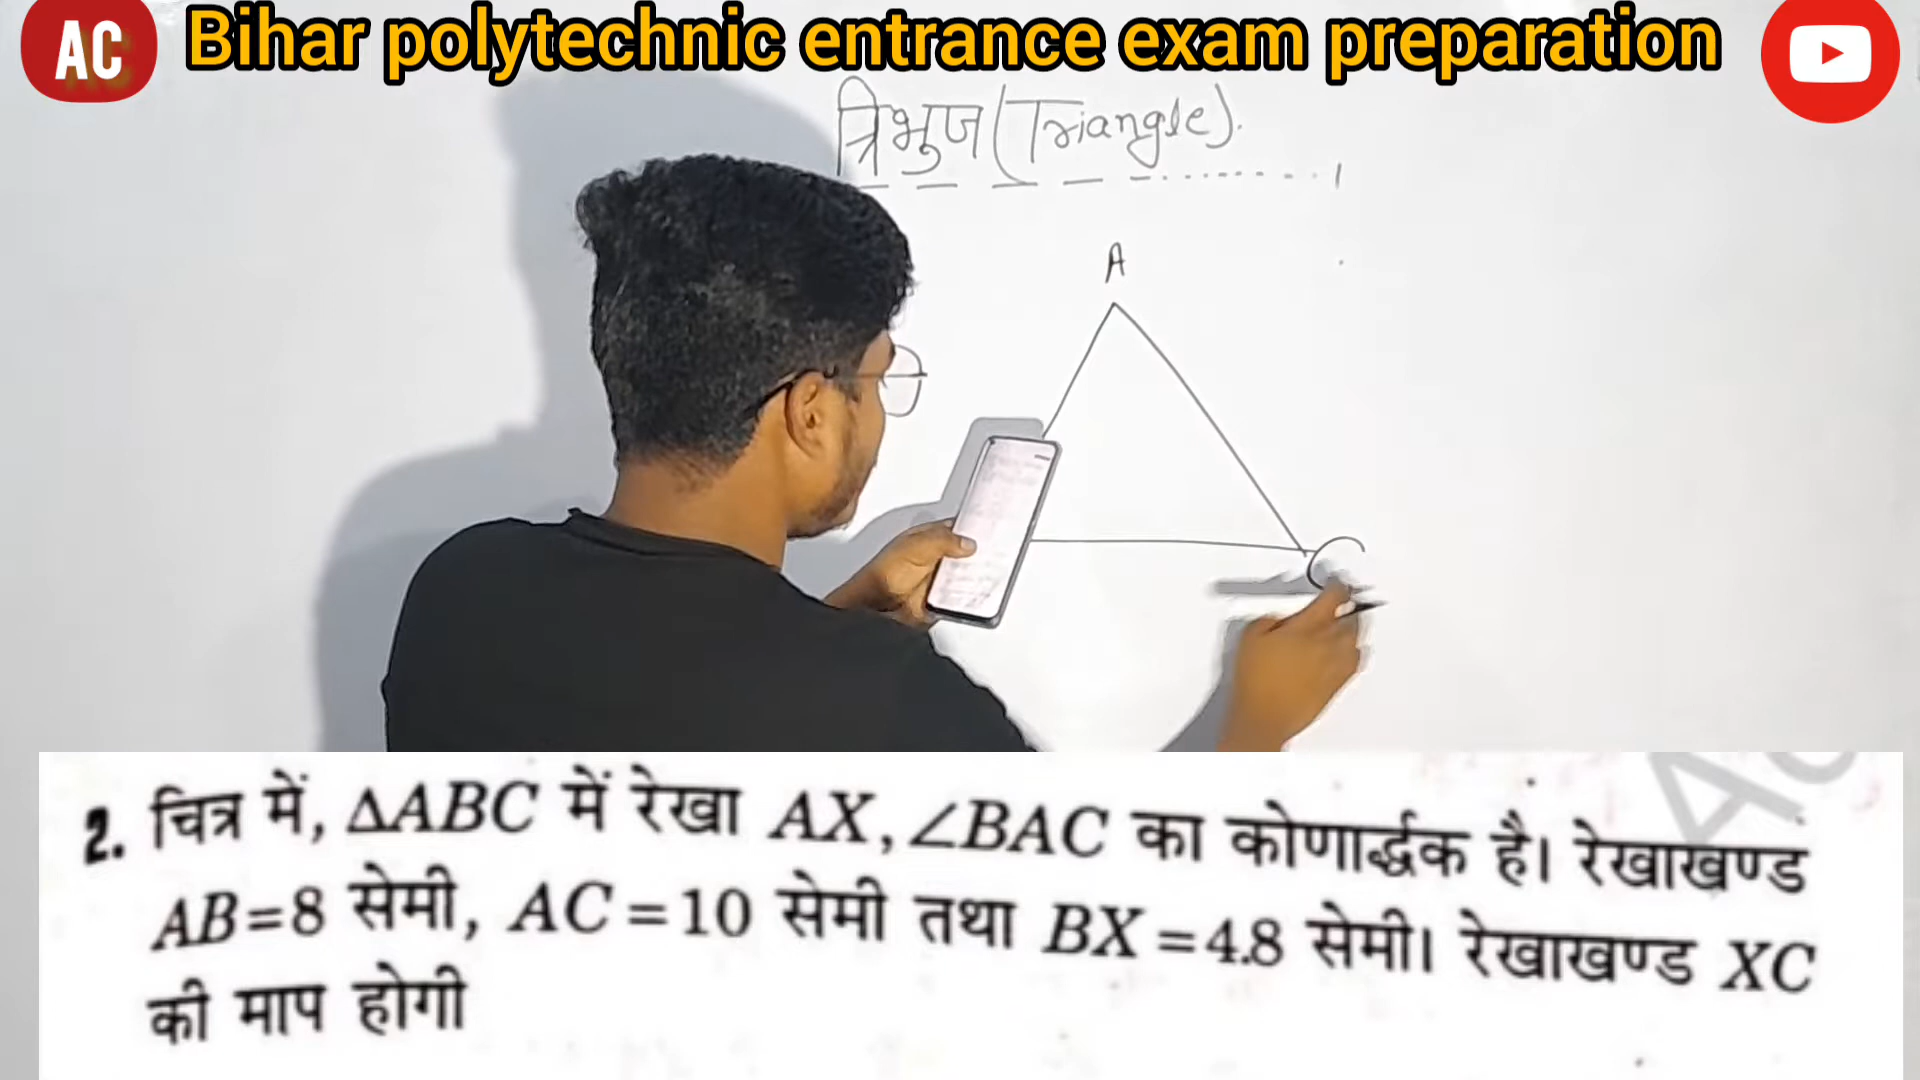 AC Bihar polytechnic entrance exam preparation
त्रिभुज (Triangle).
A
2. चित्र में, ΔABC में रेखा AX, ∠BAC का कोणार्द्धक है। रेखाखण्ड
AB=8 सेमी, AC=10 सेमी तथा BX=4.8 सेमी। रेखाखण्ड XC
की माप होगी